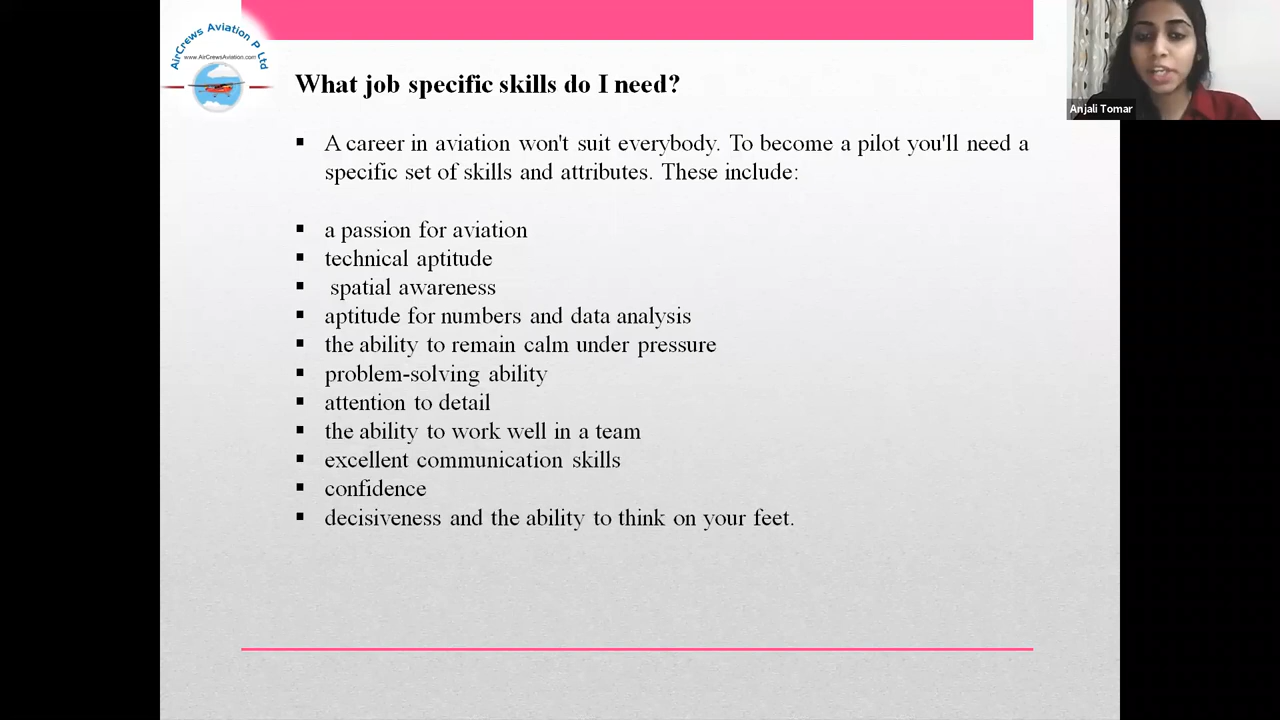 AirCrews Aviation P Ltd
www.AirCrewsAviation.com
Anjali Tomar
What job specific skills do I need?
A career in aviation won't suit everybody. To become a pilot you'll need a
specific set of skills and attributes. These include:
a passion for aviation
technical aptitude
spatial awareness
aptitude for numbers and data analysis
the ability to remain calm under pressure
problem-solving ability
attention to detail
the ability to work well in a team
excellent communication skills
confidence
decisiveness and the ability to think on your feet.